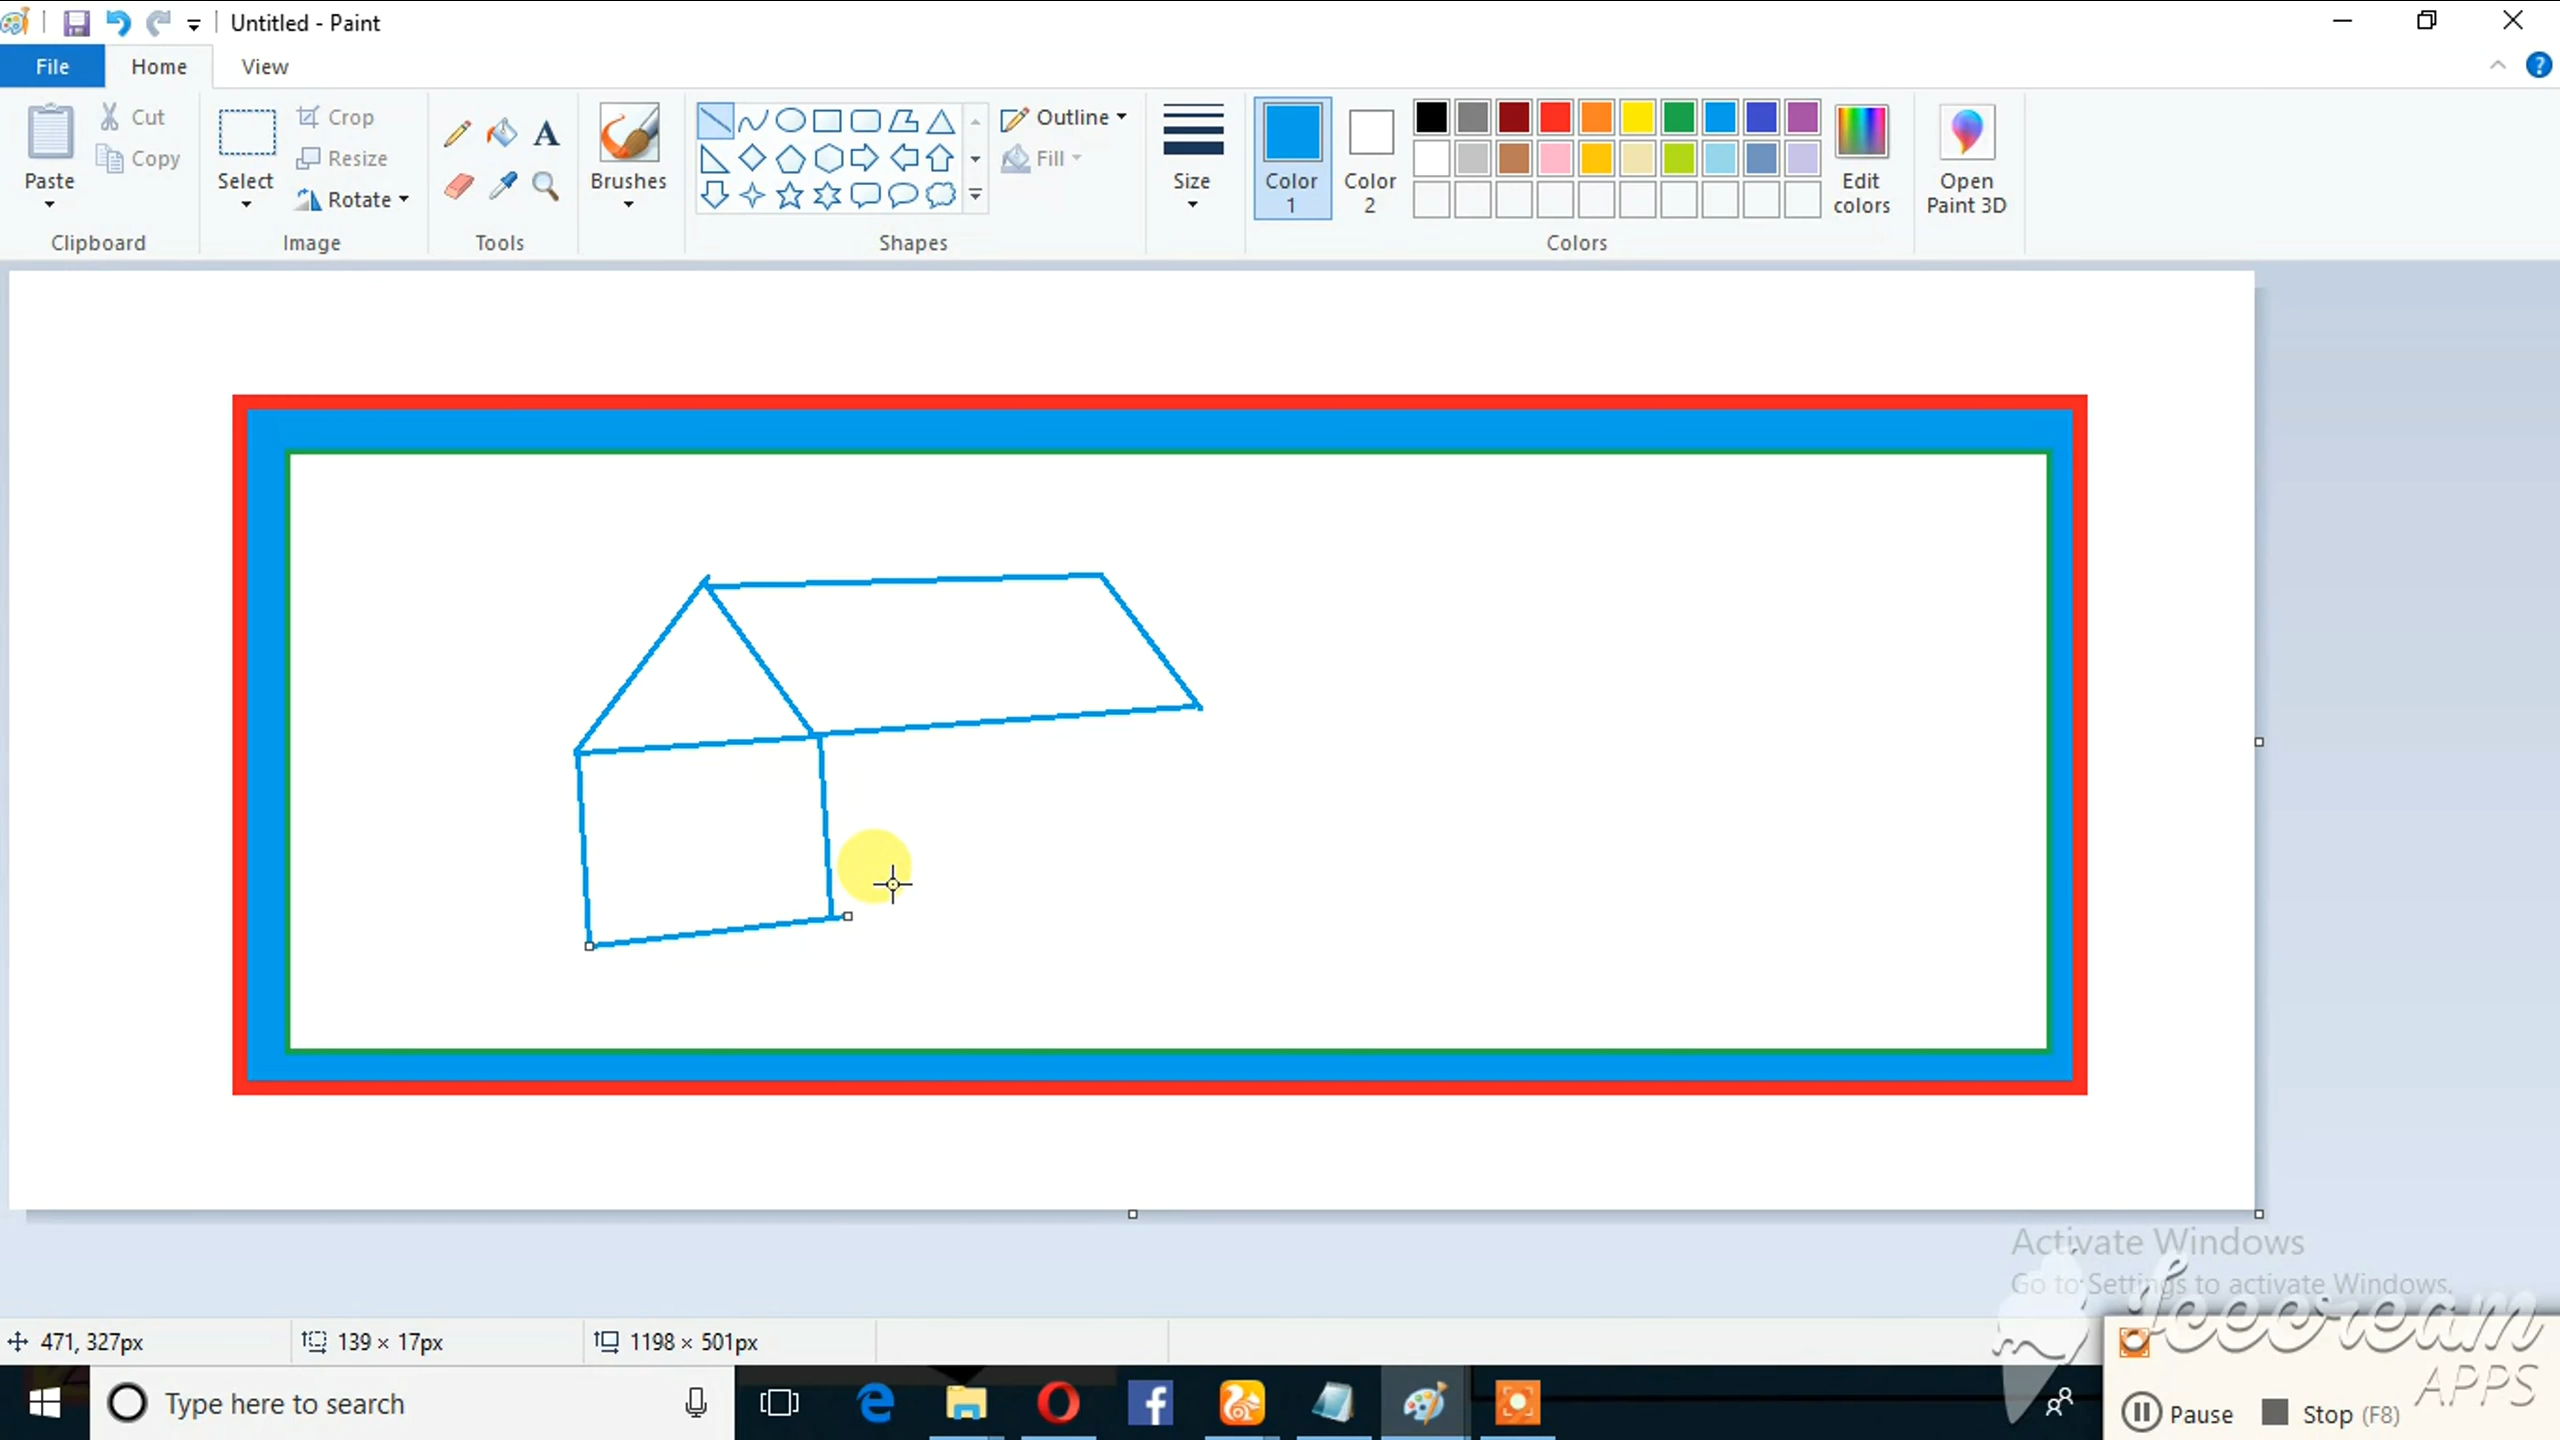 Untitled - Paint
File Home View
Paste Cut Copy Clipboard
Select Crop Resize Rotate Image
A
Tools
Brushes
Outline Fill
Shapes
Size
Color 1
Color 2
Edit colors
Colors
Open Paint 3D
Activate Windows
Go to Settings to activate Windows.
Icecream
APPS
471, 327px 139 × 17px 1198 × 501px
Type here to search
Pause Stop (F8)